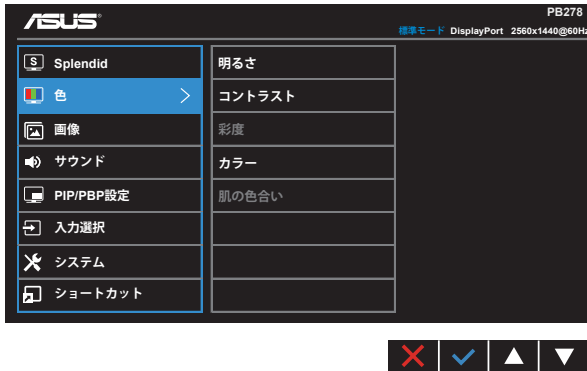 ASUS
PB278
標準モード DisplayPort 2560x1440@60Hz
S Splendid
色
画像
サウンド
PIP/PBP設定
入力選択
システム
ショートカット
明るさ
コントラスト
彩度
カラー
肌の色合い